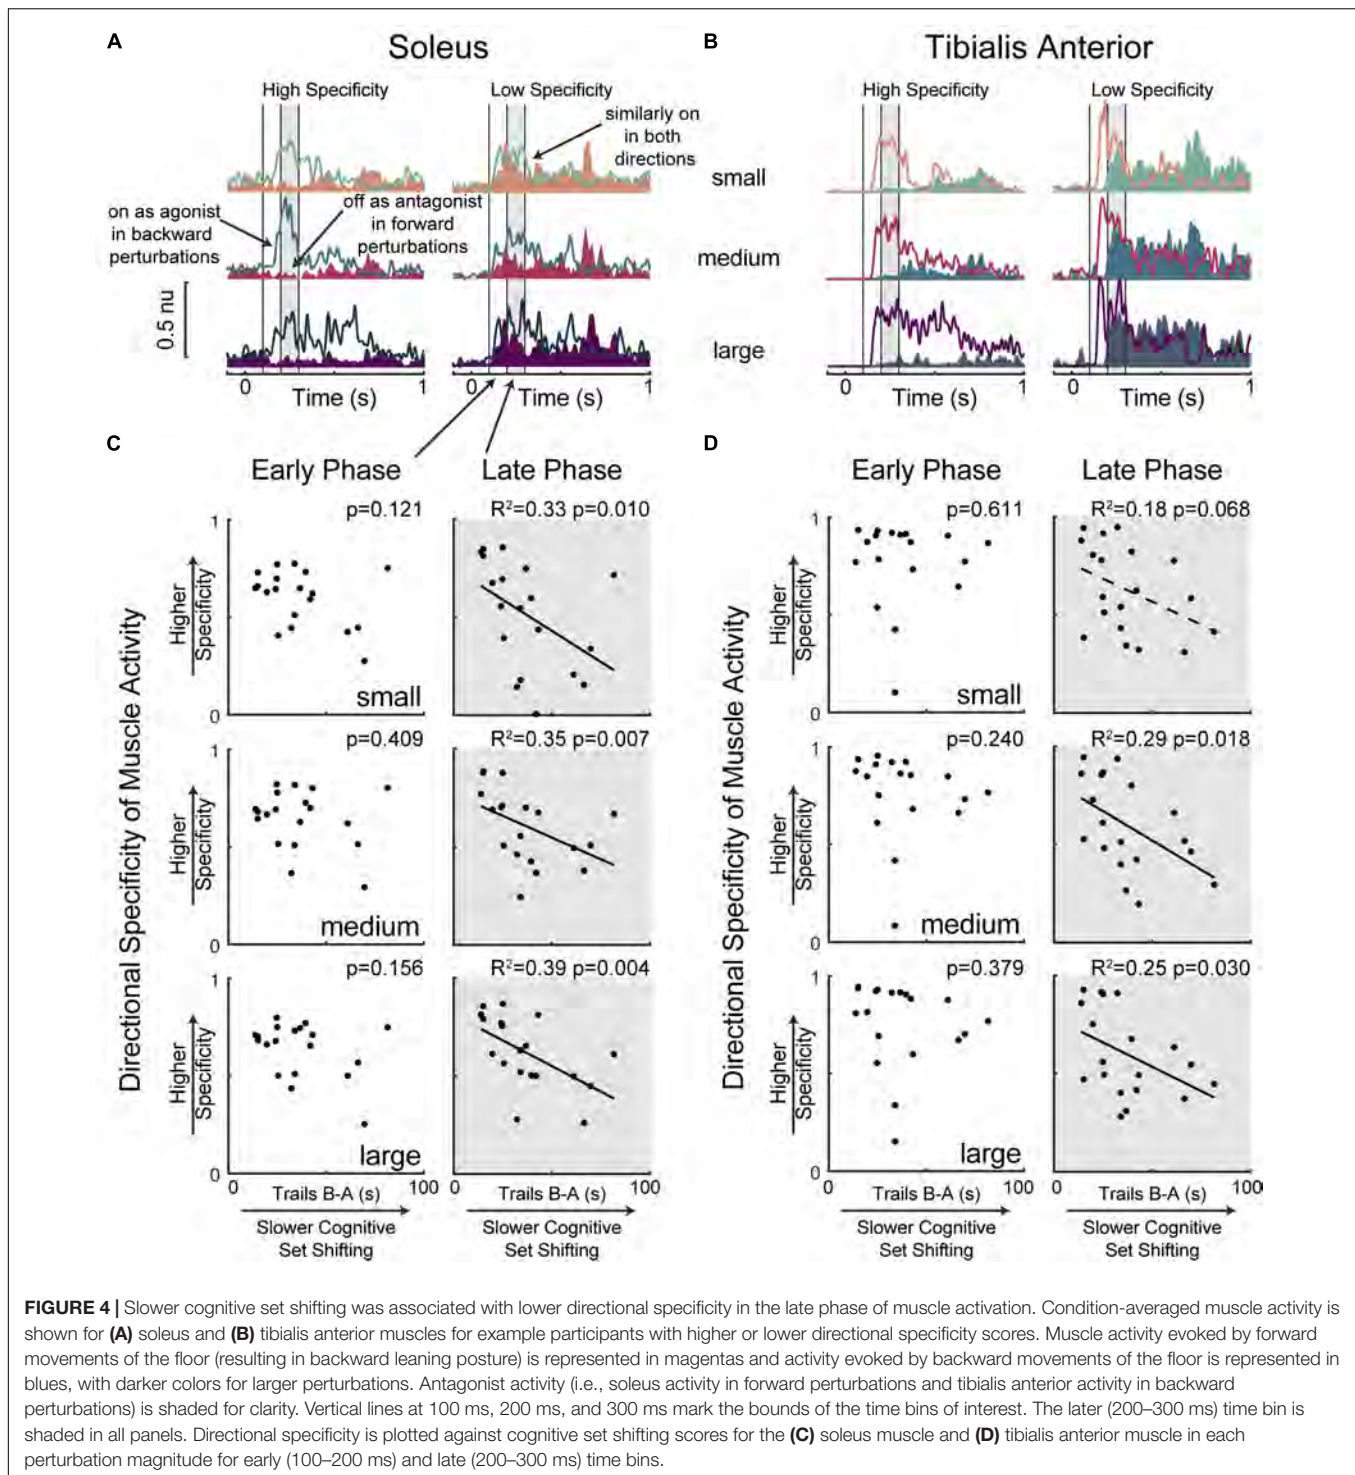 A
Soleus
High Specificity
Low Specificity
similarly on
in both
directions
on as agonist
in backward
perturbations
off as antagonist
in forward
perturbations
0.5 nu
0
1
Time (s)
0
1
Time (s)
B
Tibialis Anterior
High Specificity
Low Specificity
small
medium
large
0
1
Time (s)
0
1
Time (s)
C
Early Phase
Late Phase
Directional Specificity of Muscle Activity
p=0.121
R²=0.33 p=0.010
1
Higher
Specificity
small
0
p=0.409
R²=0.35 p=0.007
1
Higher
Specificity
medium
0
p=0.156
R²=0.39 p=0.004
1
Higher
Specificity
large
0
0
Trails B-A (s)
100
0
Trails B-A (s)
100
Slower Cognitive
Set Shifting
Slower Cognitive
Set Shifting
D
Early Phase
Late Phase
Directional Specificity of Muscle Activity
p=0.611
R²=0.18 p=0.068
1
Higher
Specificity
small
0
p=0.240
R²=0.29 p=0.018
1
Higher
Specificity
medium
0
p=0.379
R²=0.25 p=0.030
1
Higher
Specificity
large
0
0
Trails B-A (s)
100
0
Trails B-A (s)
100
Slower Cognitive
Set Shifting
Slower Cognitive
Set Shifting
FIGURE 4 | Slower cognitive set shifting was associated with lower directional specificity in the late phase of muscle activation. Condition-averaged muscle activity is
shown for (A) soleus and (B) tibialis anterior muscles for example participants with higher or lower directional specificity scores. Muscle activity evoked by forward
movements of the floor (resulting in backward leaning posture) is represented in magentas and activity evoked by backward movements of the floor is represented in
blues, with darker colors for larger perturbations. Antagonist activity (i.e., soleus activity in forward perturbations and tibialis anterior activity in backward
perturbations) is shaded for clarity. Vertical lines at 100 ms, 200 ms, and 300 ms mark the bounds of the time bins of interest. The later (200–300 ms) time bin is
shaded in all panels. Directional specificity is plotted against cognitive set shifting scores for the (C) soleus muscle and (D) tibialis anterior muscle in each
perturbation magnitude for early (100–200 ms) and late (200–300 ms) time bins.